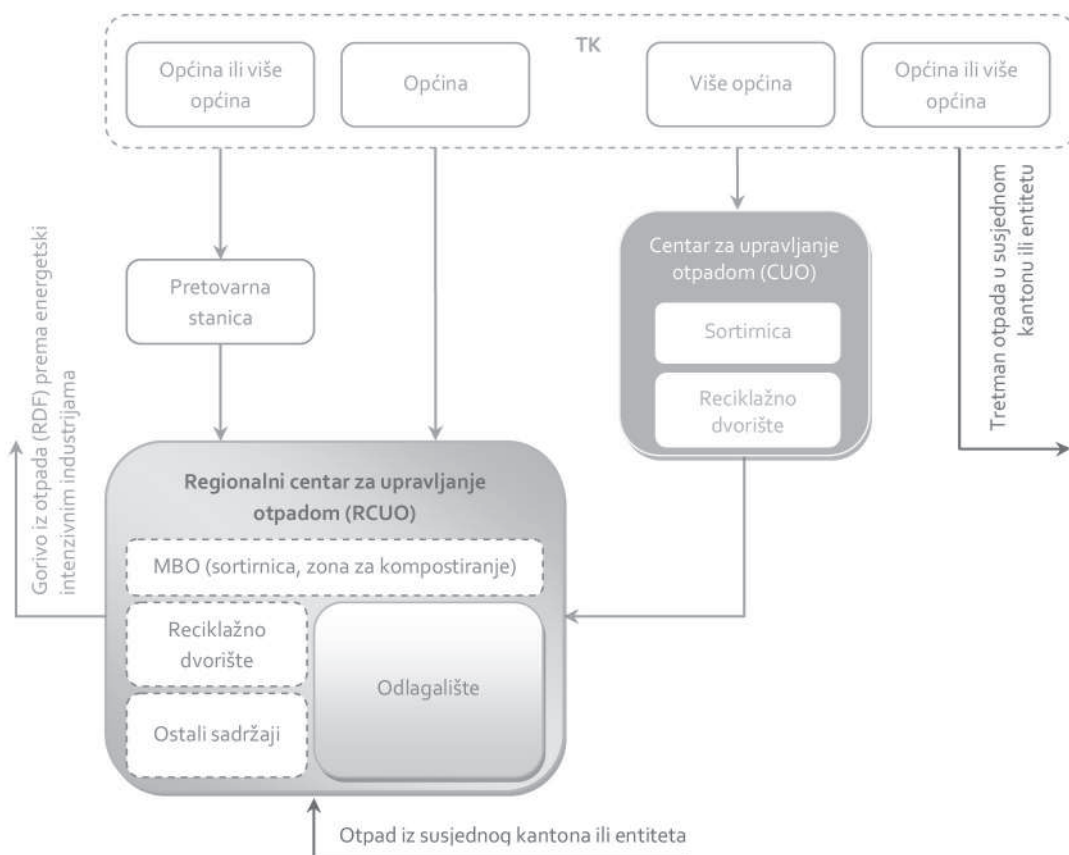 TK
Općina ili više
općina
Općina
Više općina
Općina ili više
općina
Pretovarna
stanica
Centar za upravljanje
otpadom (CUO)
Sortirnica
Reciklažno
dvorište
Tretman otpada u susjednom
kantonu ili entitetu
Gorivo iz otpada (RDF) prema energetski
intenzivnim industrijama
Regionalni centar za upravljanje
otpadom (RCUO)
MBO (sortirnica, zona za kompostiranje)
Reciklažno
dvorište
Odlagalište
Ostali sadržaji
Otpad iz susjednog kantona ili entiteta